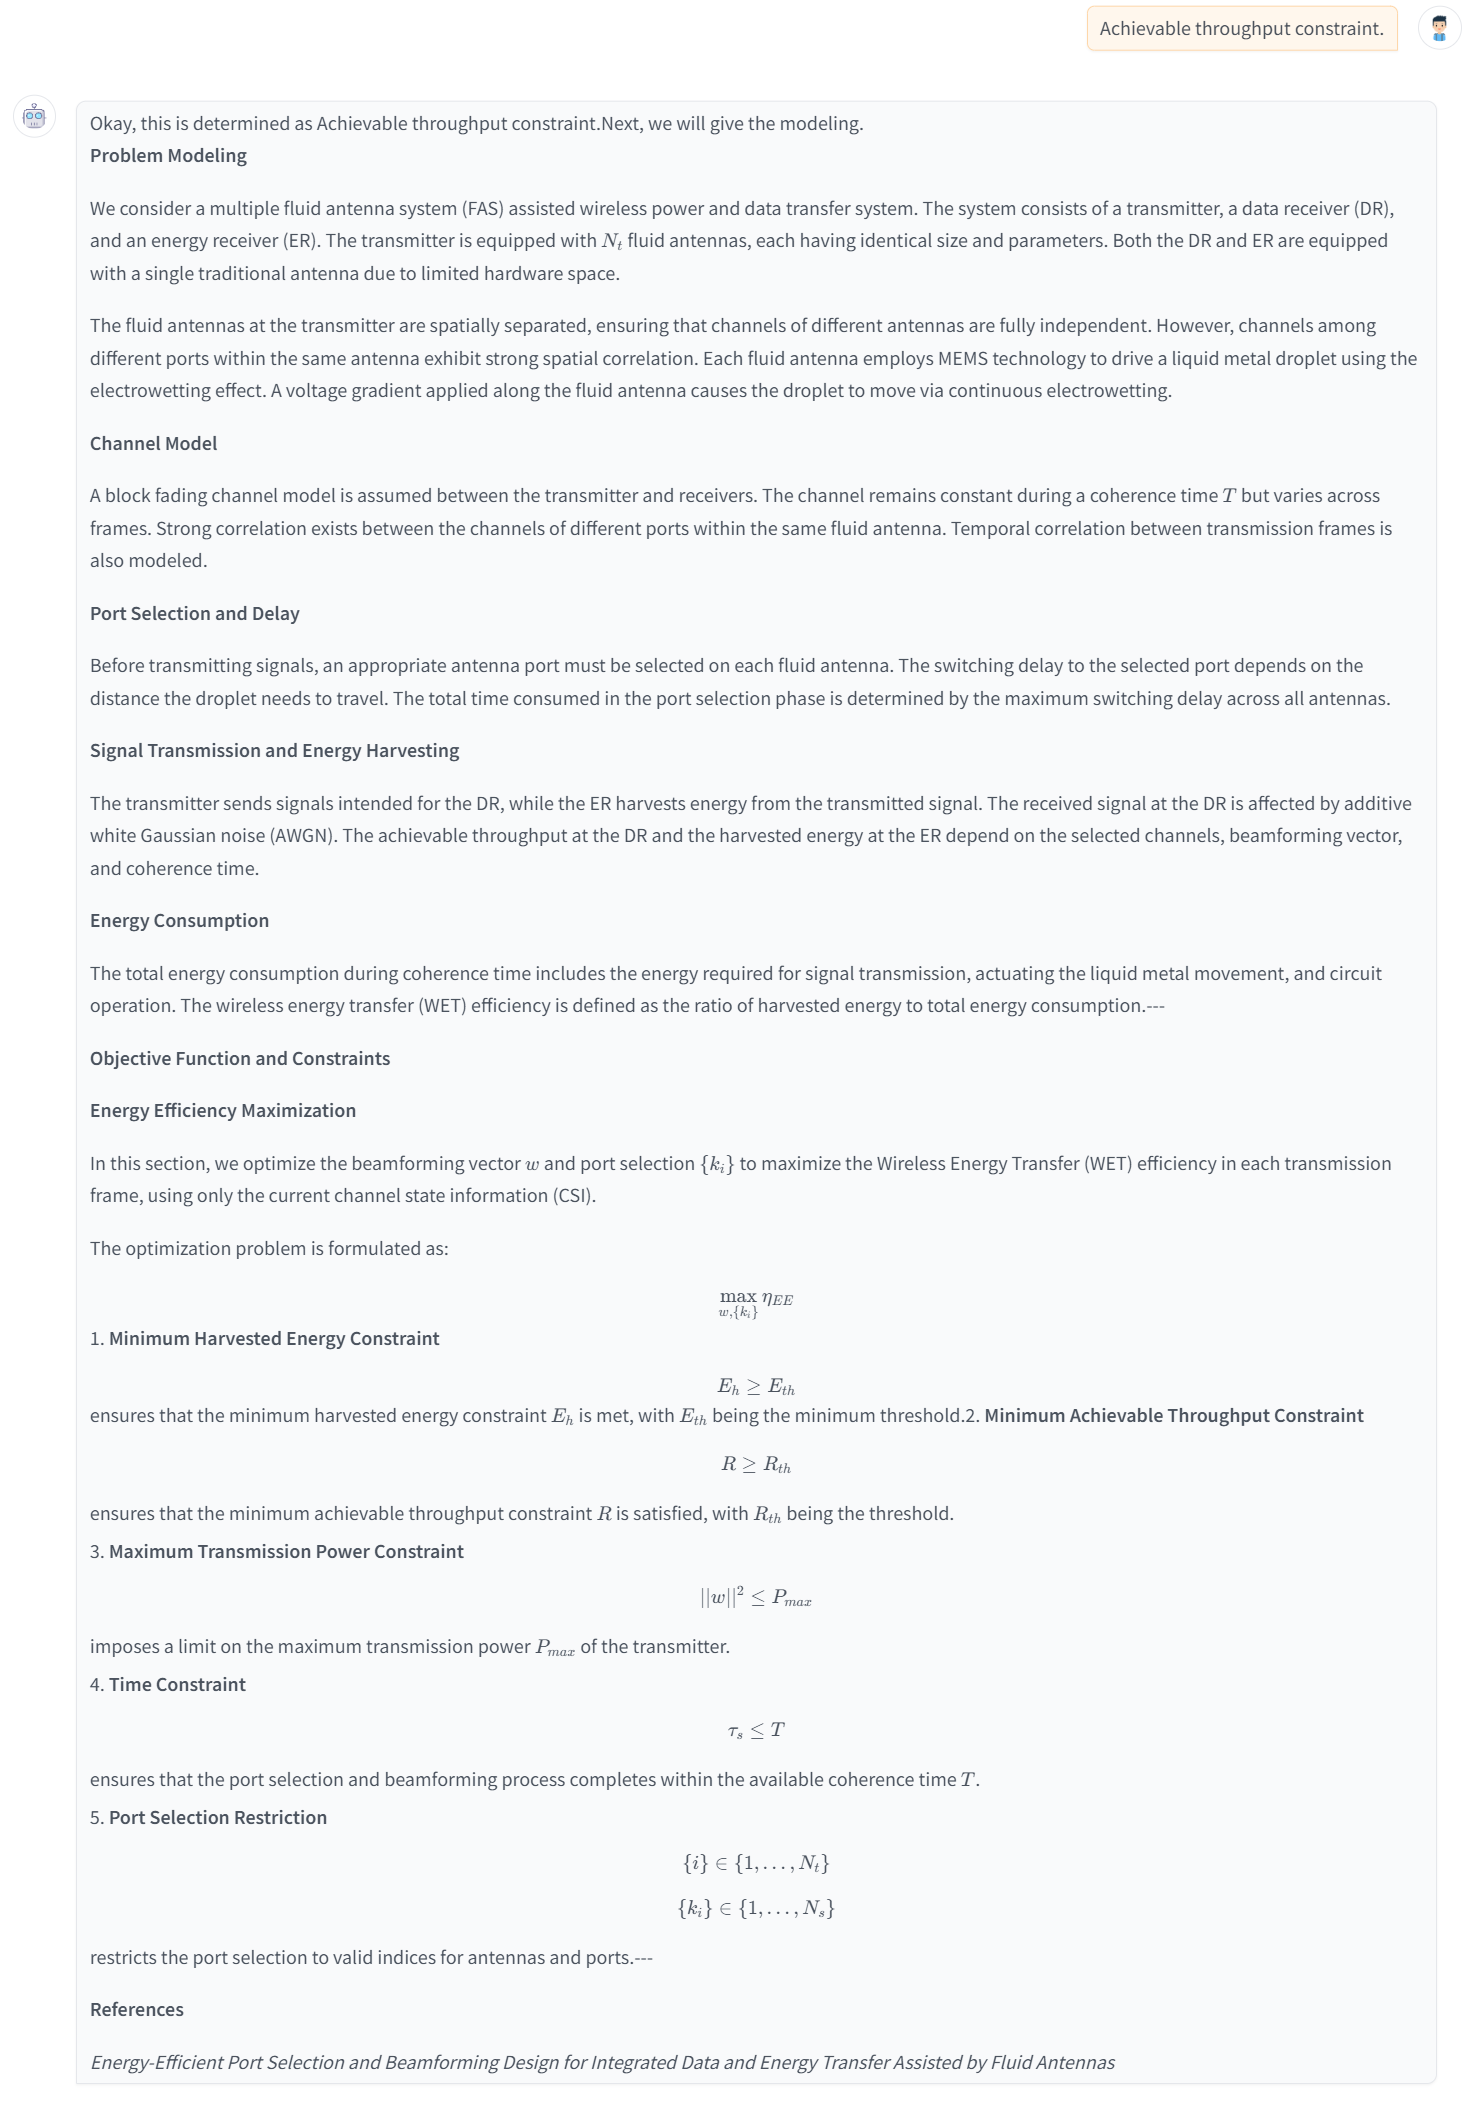 Achievable throughput constraint.
Okay, this is determined as Achievable throughput constraint.Next, we will give the modeling.
Problem Modeling
We consider a multiple fluid antenna system (FAS) assisted wireless power and data transfer system. The system consists of a transmitter, a data receiver (DR),
and an energy receiver (ER). The transmitter is equipped with $N_t$ fluid antennas, each having identical size and parameters. Both the DR and ER are equipped
with a single traditional antenna due to limited hardware space.
The fluid antennas at the transmitter are spatially separated, ensuring that channels of different antennas are fully independent. However, channels among
different ports within the same antenna exhibit strong spatial correlation. Each fluid antenna employs MEMS technology to drive a liquid metal droplet using the
electrowetting effect. A voltage gradient applied along the fluid antenna causes the droplet to move via continuous electrowetting.
Channel Model
A block fading channel model is assumed between the transmitter and receivers. The channel remains constant during a coherence time $T$ but varies across
frames. Strong correlation exists between the channels of different ports within the same fluid antenna. Temporal correlation between transmission frames is
also modeled.
Port Selection and Delay
Before transmitting signals, an appropriate antenna port must be selected on each fluid antenna. The switching delay to the selected port depends on the
distance the droplet needs to travel. The total time consumed in the port selection phase is determined by the maximum switching delay across all antennas.
Signal Transmission and Energy Harvesting
The transmitter sends signals intended for the DR, while the ER harvests energy from the transmitted signal. The received signal at the DR is affected by additive
white Gaussian noise (AWGN). The achievable throughput at the DR and the harvested energy at the ER depend on the selected channels, beamforming vector,
and coherence time.
Energy Consumption
The total energy consumption during coherence time includes the energy required for signal transmission, actuating the liquid metal movement, and circuit
operation. The wireless energy transfer (WET) efficiency is defined as the ratio of harvested energy to total energy consumption.---
Objective Function and Constraints
Energy Efficiency Maximization
In this section, we optimize the beamforming vector $w$ and port selection $\{k_i\}$ to maximize the Wireless Energy Transfer (WET) efficiency in each transmission
frame, using only the current channel state information (CSI).
The optimization problem is formulated as:
$\max_{w,\{k_i\}} \eta_{EE}$
1. Minimum Harvested Energy Constraint
$E_h \geq E_{th}$
ensures that the minimum harvested energy constraint $E_h$ is met, with $E_{th}$ being the minimum threshold.2. Minimum Achievable Throughput Constraint
$R \geq R_{th}$
ensures that the minimum achievable throughput constraint $R$ is satisfied, with $R_{th}$ being the threshold.
3. Maximum Transmission Power Constraint
$||w||^2 \leq P_{max}$
imposes a limit on the maximum transmission power $P_{max}$ of the transmitter.
4. Time Constraint
$\tau_s \leq T$
ensures that the port selection and beamforming process completes within the available coherence time $T$.
5. Port Selection Restriction
$\{i\} \in \{1, \ldots, N_t\}$
$\{k_i\} \in \{1, \ldots, N_s\}$
restricts the port selection to valid indices for antennas and ports.---
References
Energy-Efficient Port Selection and Beamforming Design for Integrated Data and Energy Transfer Assisted by Fluid Antennas